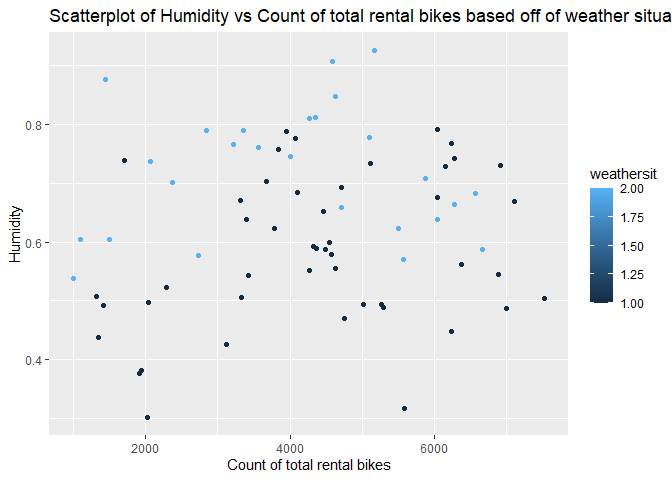 Scatterplot of Humidity vs Count of total rental bikes based off of weather situa
Humidity
0.8
0.6
0.4
2000 4000 6000
Count of total rental bikes
weathersit
2.00
1.75
1.50
1.25
1.00